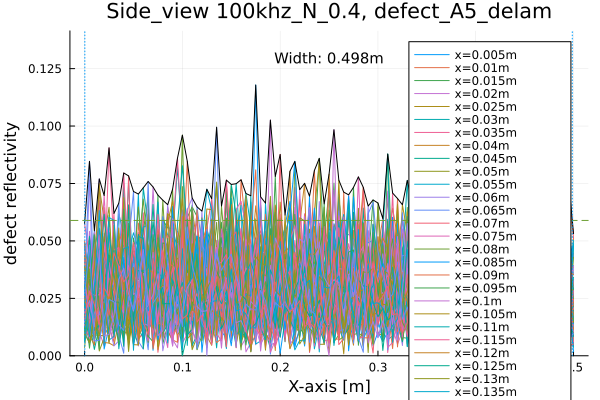 Side_view 100khz_N_0.4, defect_A5_delam
Width: 0.498m
defect reflectivity
0.125
0.100
0.075
0.050
0.025
0.000
0.0
0.1
0.2
0.3
.5
X-axis [m]
x=0.005m
x=0.01m
x=0.015m
x=0.02m
x=0.025m
x=0.03m
x=0.035m
x=0.04m
x=0.045m
x=0.05m
x=0.055m
x=0.06m
x=0.065m
x=0.07m
x=0.075m
x=0.08m
x=0.085m
x=0.09m
x=0.095m
x=0.1m
x=0.105m
x=0.11m
x=0.115m
x=0.12m
x=0.125m
x=0.13m
x=0.135m